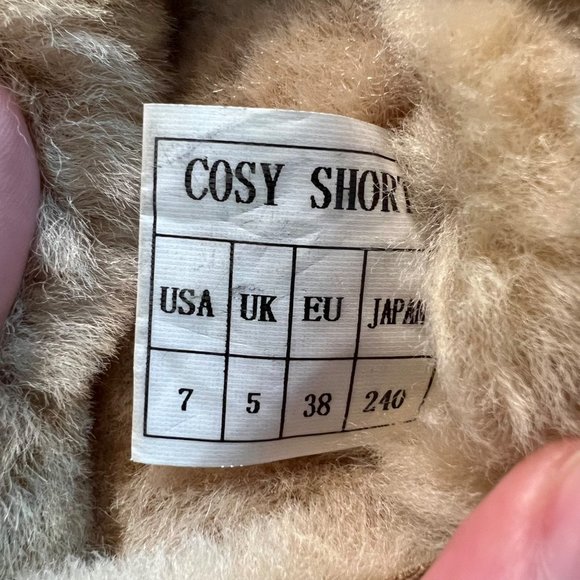 COSY SHORT
USA UK EU JAPAN
7 5 38 240